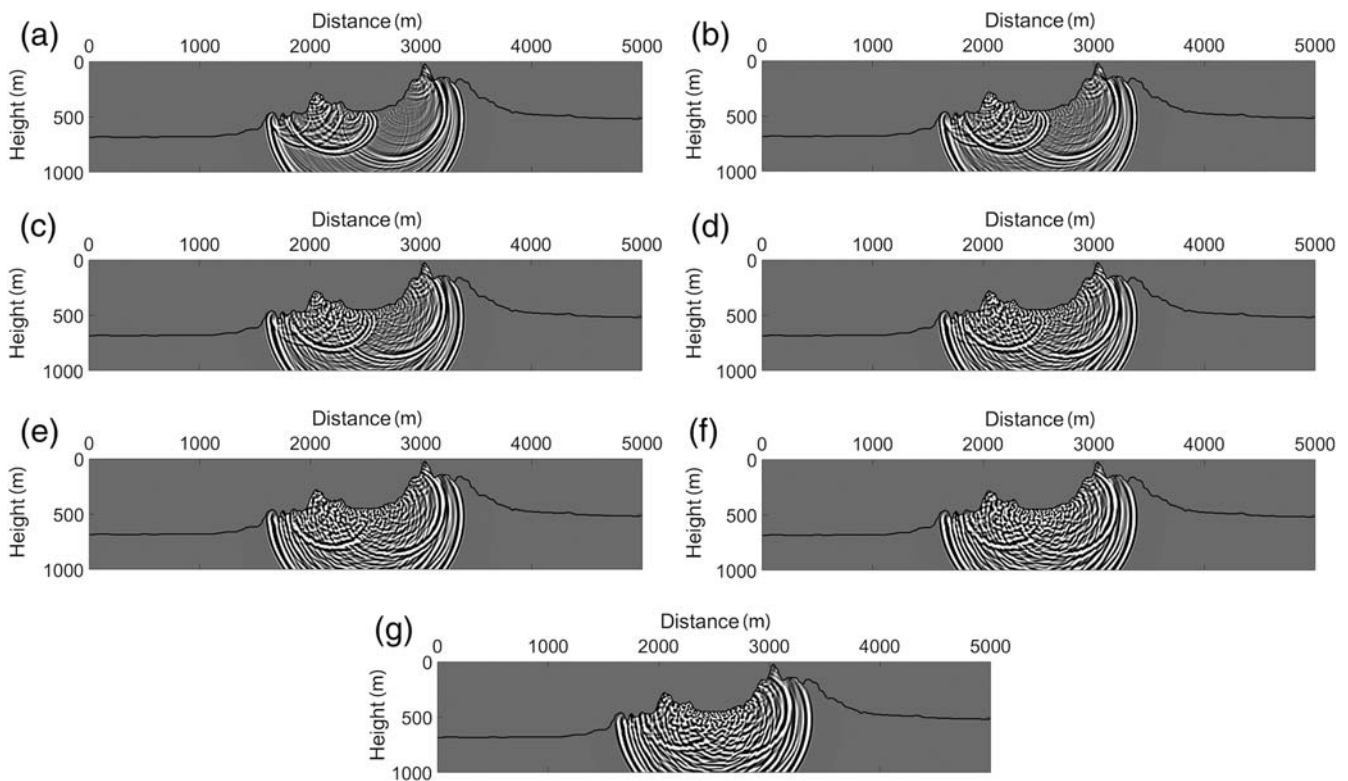 Distance (m)
(a) 0 1000 2000 3000 4000 5000
0
Height (m)
500
1000
Distance (m)
(b) 0 1000 2000 3000 4000 5000
0
Height (m)
500
1000
Distance (m)
(c) 0 1000 2000 3000 4000 5000
0
Height (m)
500
1000
Distance (m)
(d) 0 1000 2000 3000 4000 5000
0
Height (m)
500
1000
Distance (m)
(e) 0 1000 2000 3000 4000 5000
0
Height (m)
500
1000
Distance (m)
(f) 0 1000 2000 3000 4000 5000
0
Height (m)
500
1000
Distance (m)
(g) 0 1000 2000 3000 4000 5000
0
Height (m)
500
1000